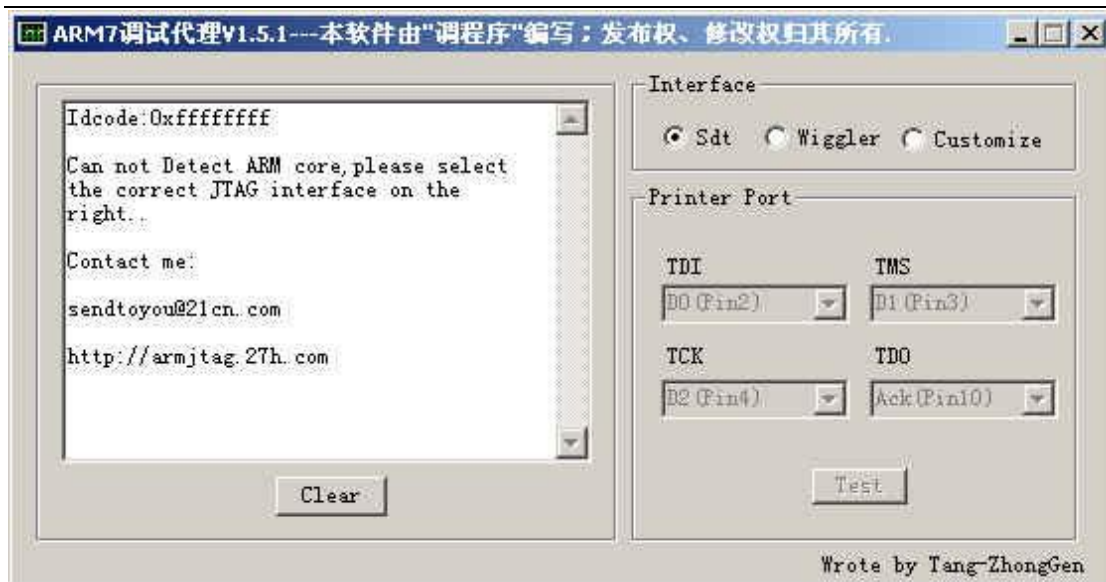 ARM7调试代理V1.5.1---本软件由"调程序"编写；发布权、修改权归其所有.
Idcode:0xffffffff
Can not Detect ARM core,please select
the correct JTAG interface on the
right..
Contact me:
sendtoyou@21cn.com
http://armjtag.27h.com
Clear
Interface
Sdt Wiggler Customize
Printer Port
TDI TMS
D0(Pin2) D1(Pin3)
TCK TDO
D2(Pin4) Ack(Pin10)
Test
Wrote by Tang-ZhongGen